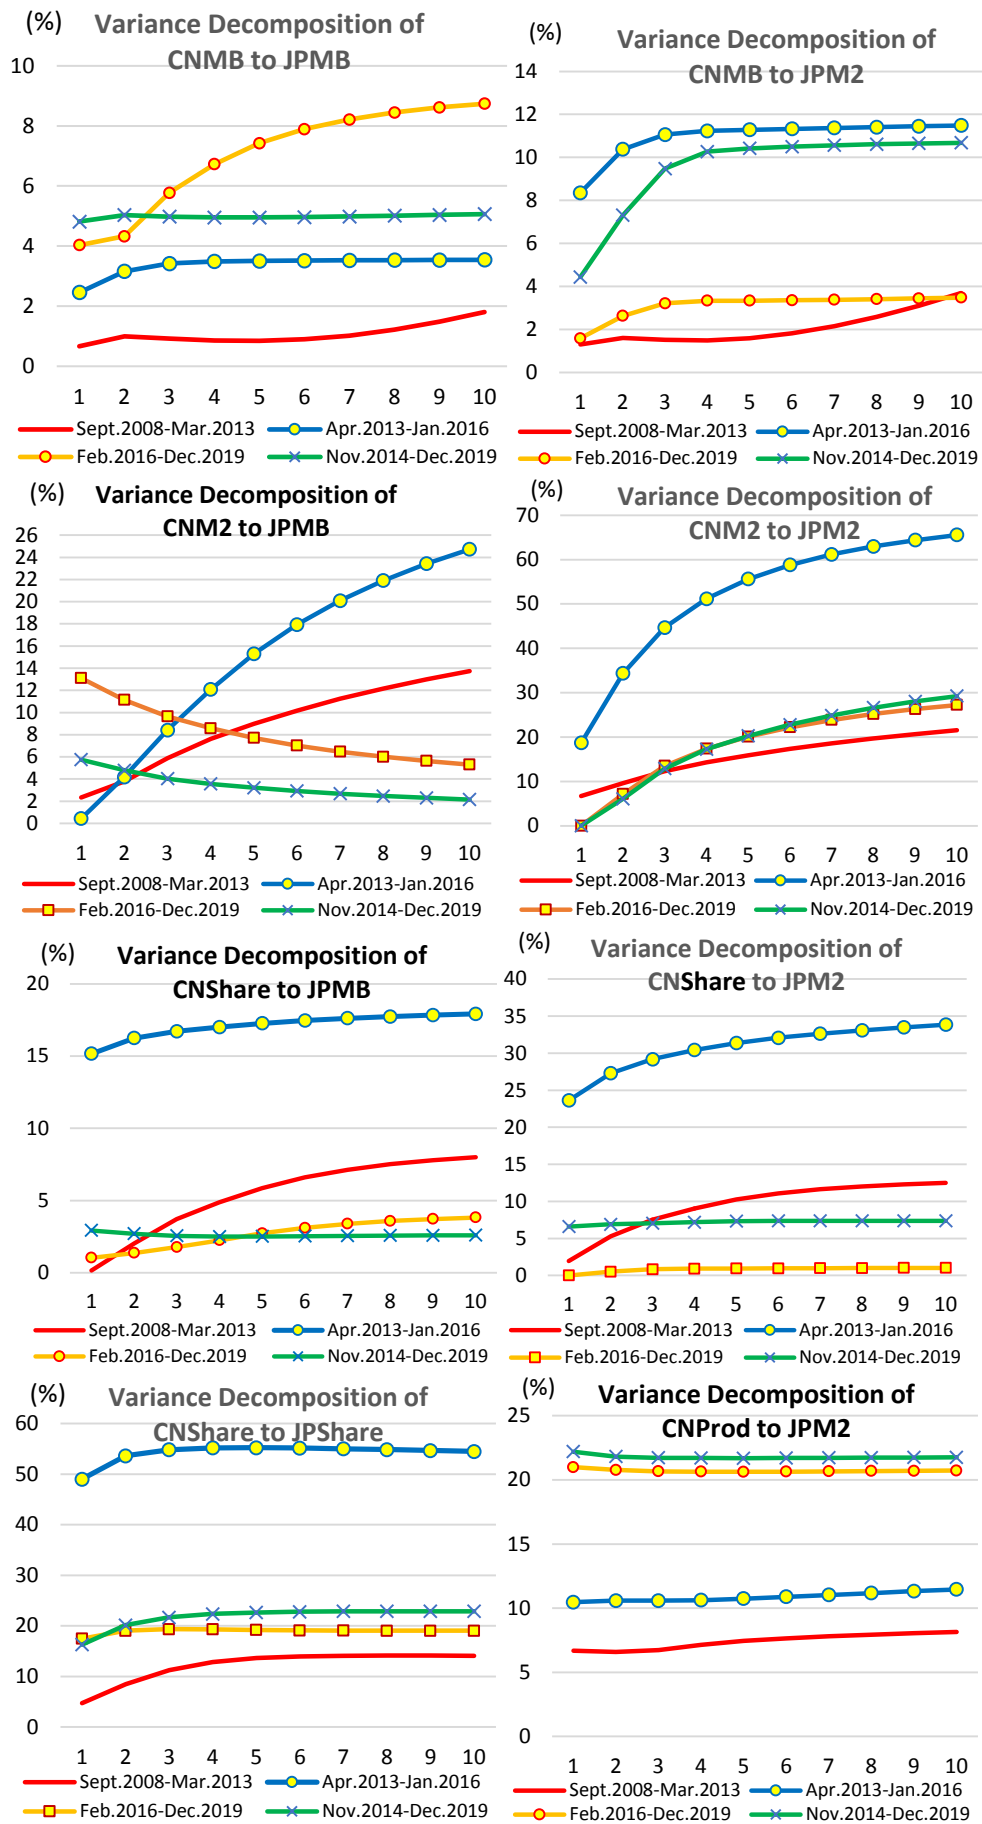 (%)
Variance Decomposition of
CNMB to JPMB
10
8
6
4
2
0
1 2 3 4 5 6 7 8 9 10
Sept.2008-Mar.2013
Apr.2013-Jan.2016
Feb.2016-Dec.2019
Nov.2014-Dec.2019
(%)
Variance Decomposition of
CNMB to JPM2
14
12
10
8
6
4
2
0
1 2 3 4 5 6 7 8 9 10
Sept.2008-Mar.2013
Apr.2013-Jan.2016
Feb.2016-Dec.2019
Nov.2014-Dec.2019
(%)
Variance Decomposition of
CNM2 to JPMB
26
24
22
20
18
16
14
12
10
8
6
4
2
0
1 2 3 4 5 6 7 8 9 10
Sept.2008-Mar.2013
Apr.2013-Jan.2016
Feb.2016-Dec.2019
Nov.2014-Dec.2019
(%)
Variance Decomposition of
CNM2 to JPM2
70
60
50
40
30
20
10
0
1 2 3 4 5 6 7 8 9 10
Sept.2008-Mar.2013
Apr.2013-Jan.2016
Feb.2016-Dec.2019
Nov.2014-Dec.2019
(%)
Variance Decomposition of
CNShare to JPMB
20
15
10
5
0
1 2 3 4 5 6 7 8 9 10
Sept.2008-Mar.2013
Apr.2013-Jan.2016
Feb.2016-Dec.2019
Nov.2014-Dec.2019
(%)
Variance Decomposition of
CNShare to JPM2
40
35
30
25
20
15
10
5
0
1 2 3 4 5 6 7 8 9 10
Sept.2008-Mar.2013
Apr.2013-Jan.2016
Feb.2016-Dec.2019
Nov.2014-Dec.2019
(%)
Variance Decomposition of
CNShare to JPShare
60
50
40
30
20
10
0
1 2 3 4 5 6 7 8 9 10
Sept.2008-Mar.2013
Apr.2013-Jan.2016
Feb.2016-Dec.2019
Nov.2014-Dec.2019
(%)
Variance Decomposition of
CNProd to JPM2
25
20
15
10
5
0
1 2 3 4 5 6 7 8 9 10
Sept.2008-Mar.2013
Apr.2013-Jan.2016
Feb.2016-Dec.2019
Nov.2014-Dec.2019